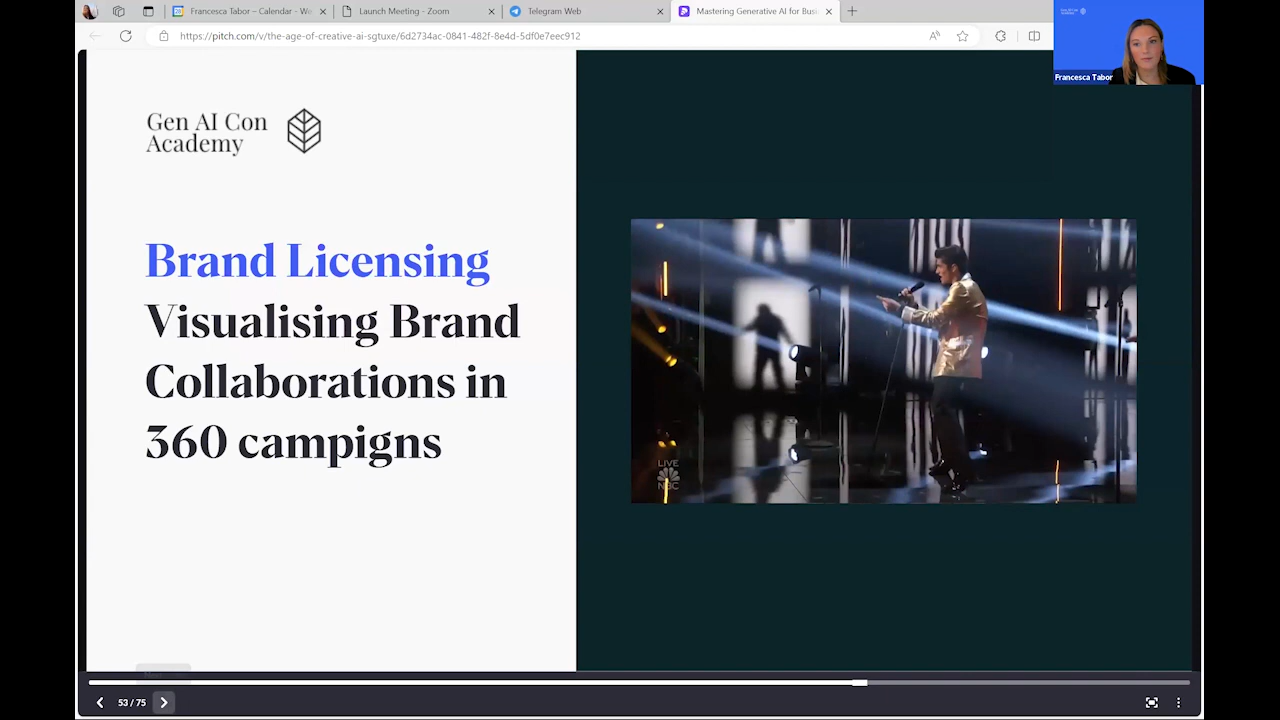 Francesca Tabor – Calendar - We
Launch Meeting - Zoom
Telegram Web
Mastering Generative AI for Busi
https://pitch.com/v/the-age-of-creative-ai-sgtuxe/6d2734ac-0841-482f-8e4d-5df0e7eec912
Francesca Tabor
Gen AI Con
Academy
Brand Licensing
Visualising Brand
Collaborations in
360 campigns
LIVE
NBC
53 / 75